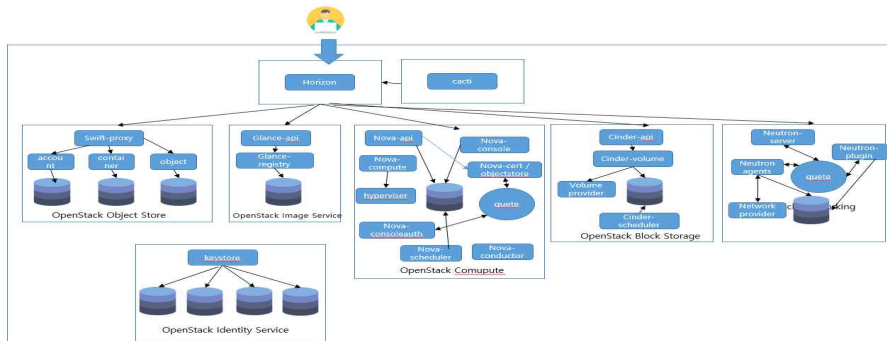 Horizon
cacti
Swift-proxy
accou
nt
contai
ner
object
OpenStack Object Store
Glance-api
Glance-
registry
OpenStack Image Service
Nova-api
Nova-
console
Nova-
compute
Nova-cert /
objectstore
hyperviser
quete
Nova-
consoleauth
Nova-
scheduler
Nova-
conductor
OpenStack Comupute
Cinder-api
Cinder-volume
Volume
provider
Cinder-
scheduler
OpenStack Block Storage
Neutron-
server
Neutron-
plugin
Neutron
agents
quete
Network
provider
keystore
OpenStack Identity Service